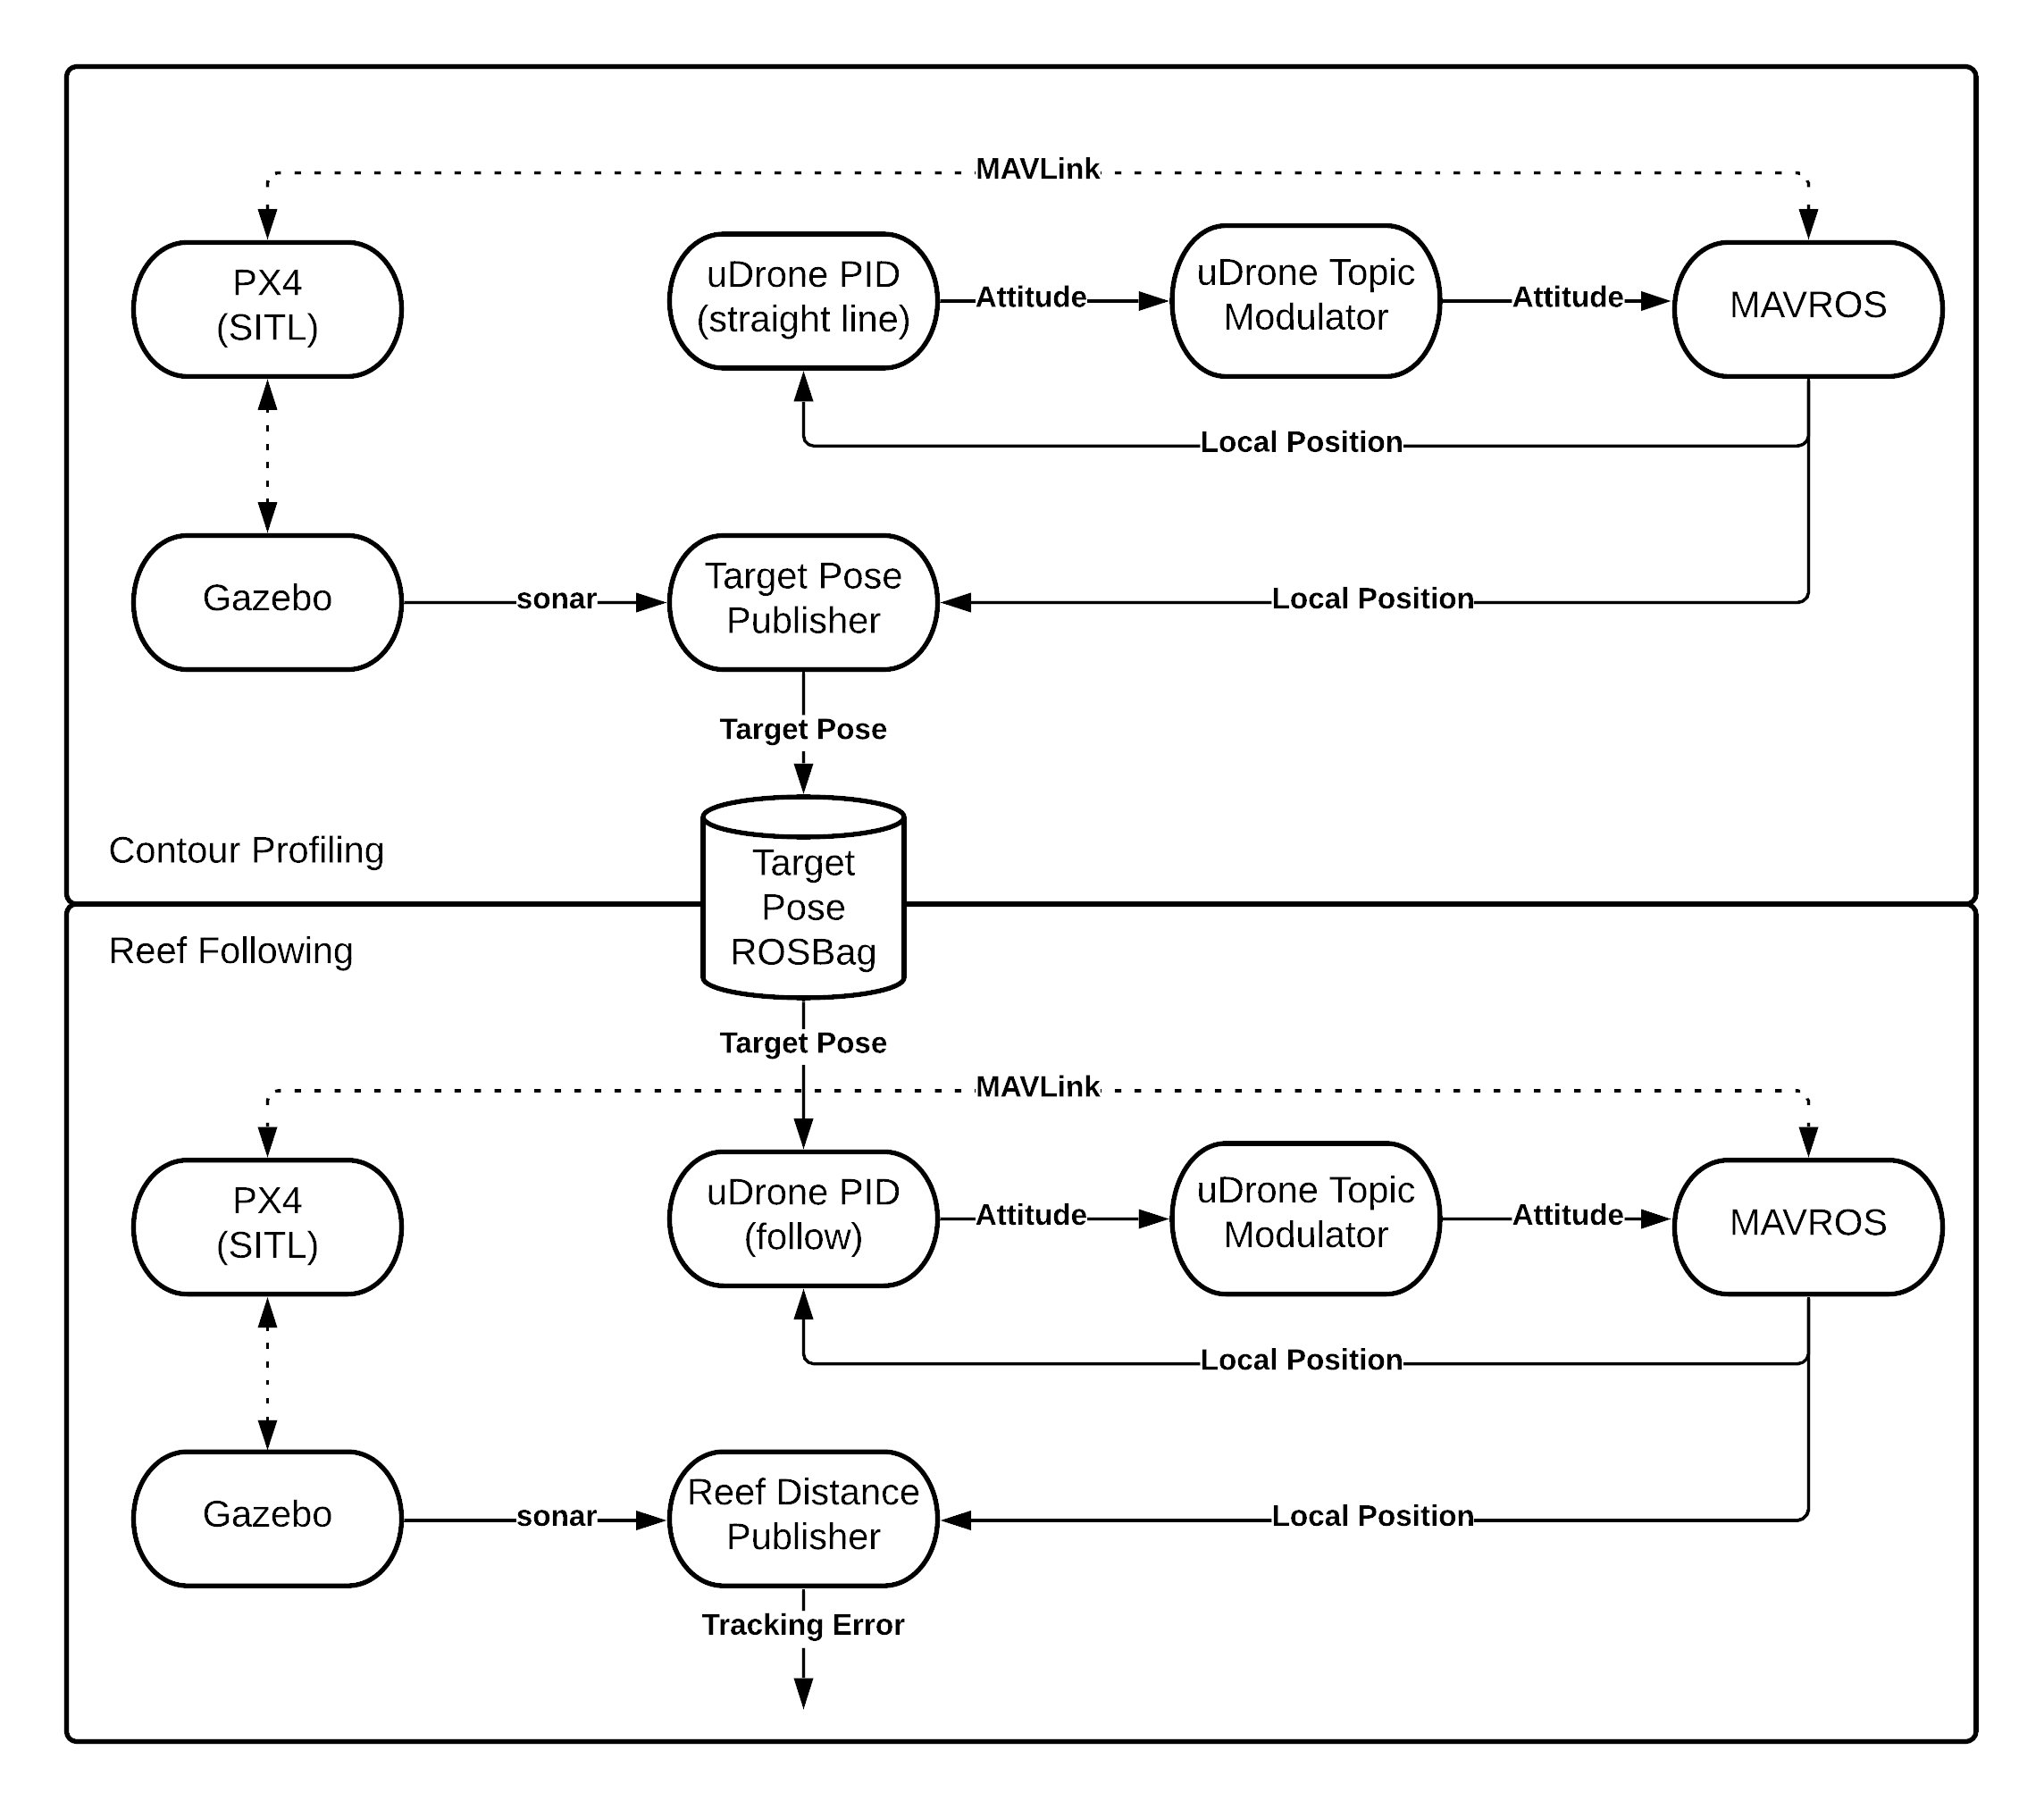 MAVLink
PX4
(SITL)
uDrone PID
(straight line)
Attitude
uDrone Topic
Modulator
Attitude
MAVROS
Local Position
Gazebo
sonar
Target Pose
Publisher
Local Position
Target Pose
Contour Profiling
Target
Pose
ROSBag
Reef Following
Target Pose
MAVLink
PX4
(SITL)
uDrone PID
(follow)
Attitude
uDrone Topic
Modulator
Attitude
MAVROS
Local Position
Gazebo
sonar
Reef Distance
Publisher
Local Position
Tracking Error